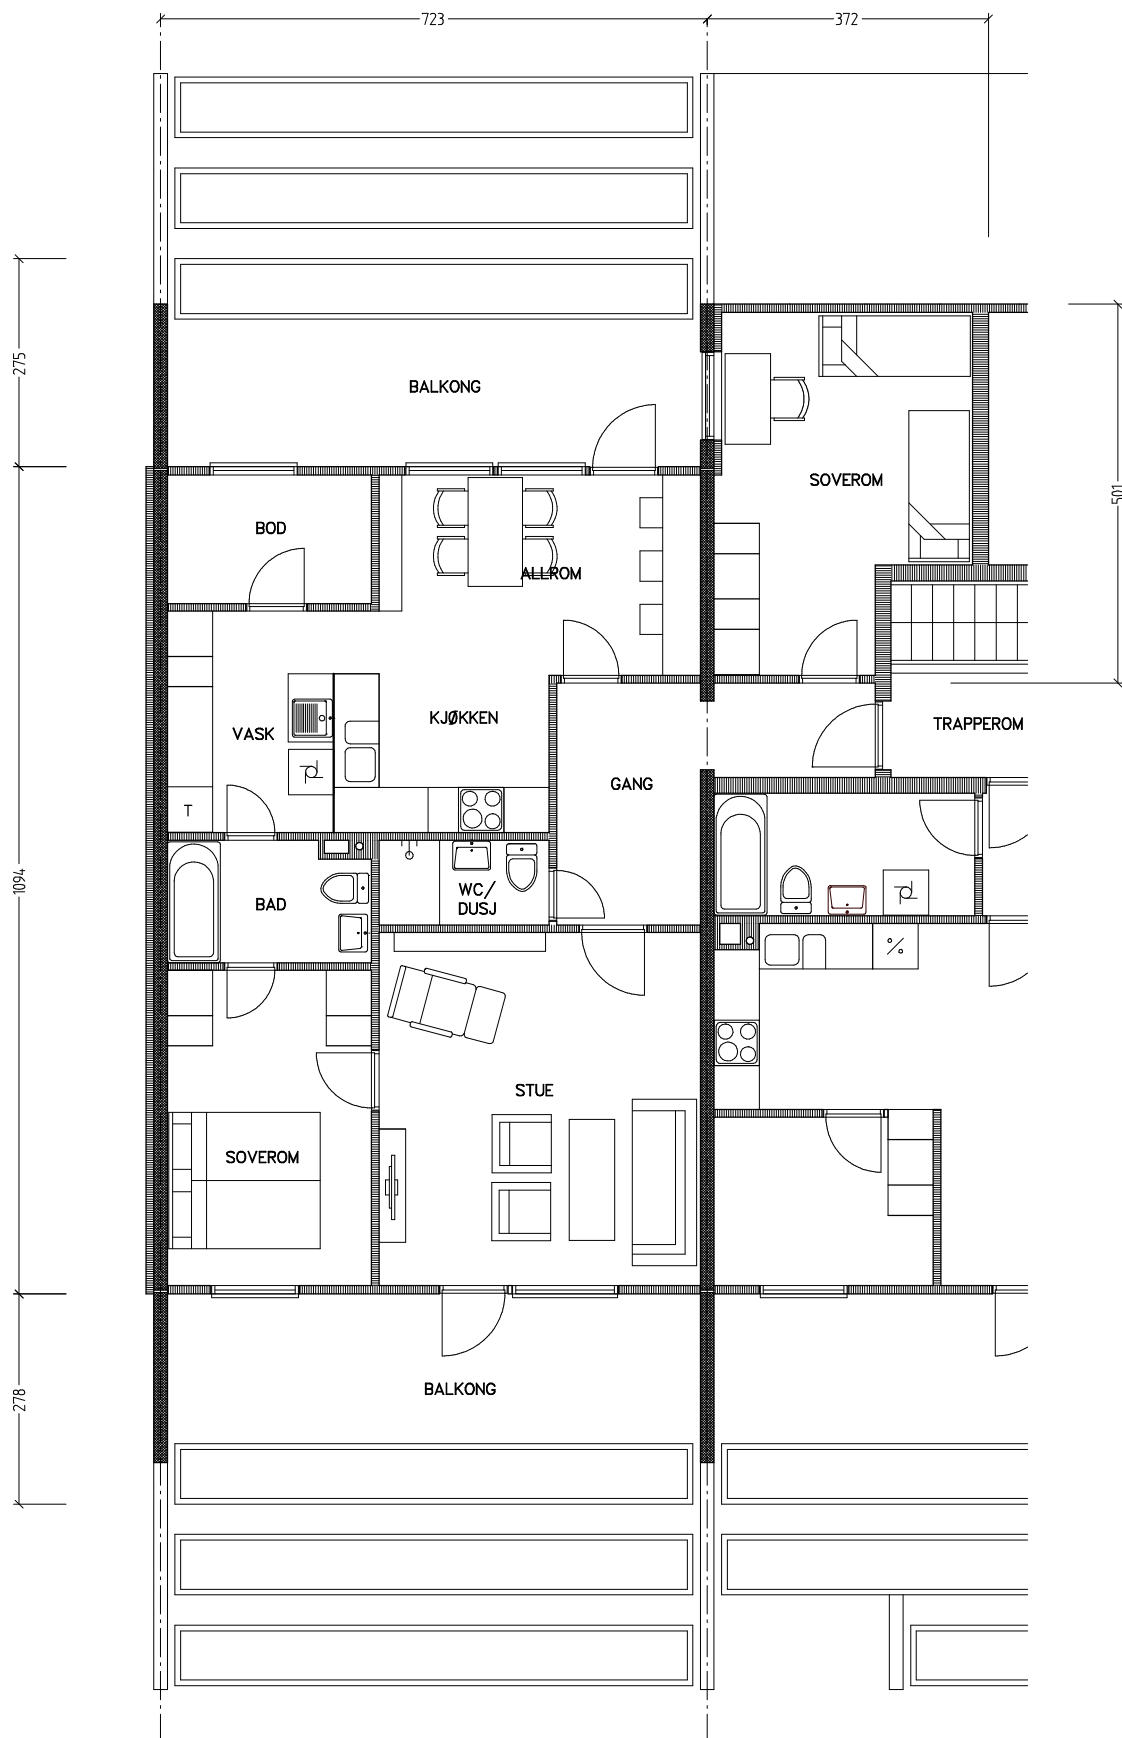 723
372
275
BALKONG
SOVEROM
501
BOD
ALLROM
KJØKKEN
VASK
TRAPPEROM
GANG
T
1094
BAD
WC/
DUSJ
%
STUE
SOVEROM
BALKONG
278